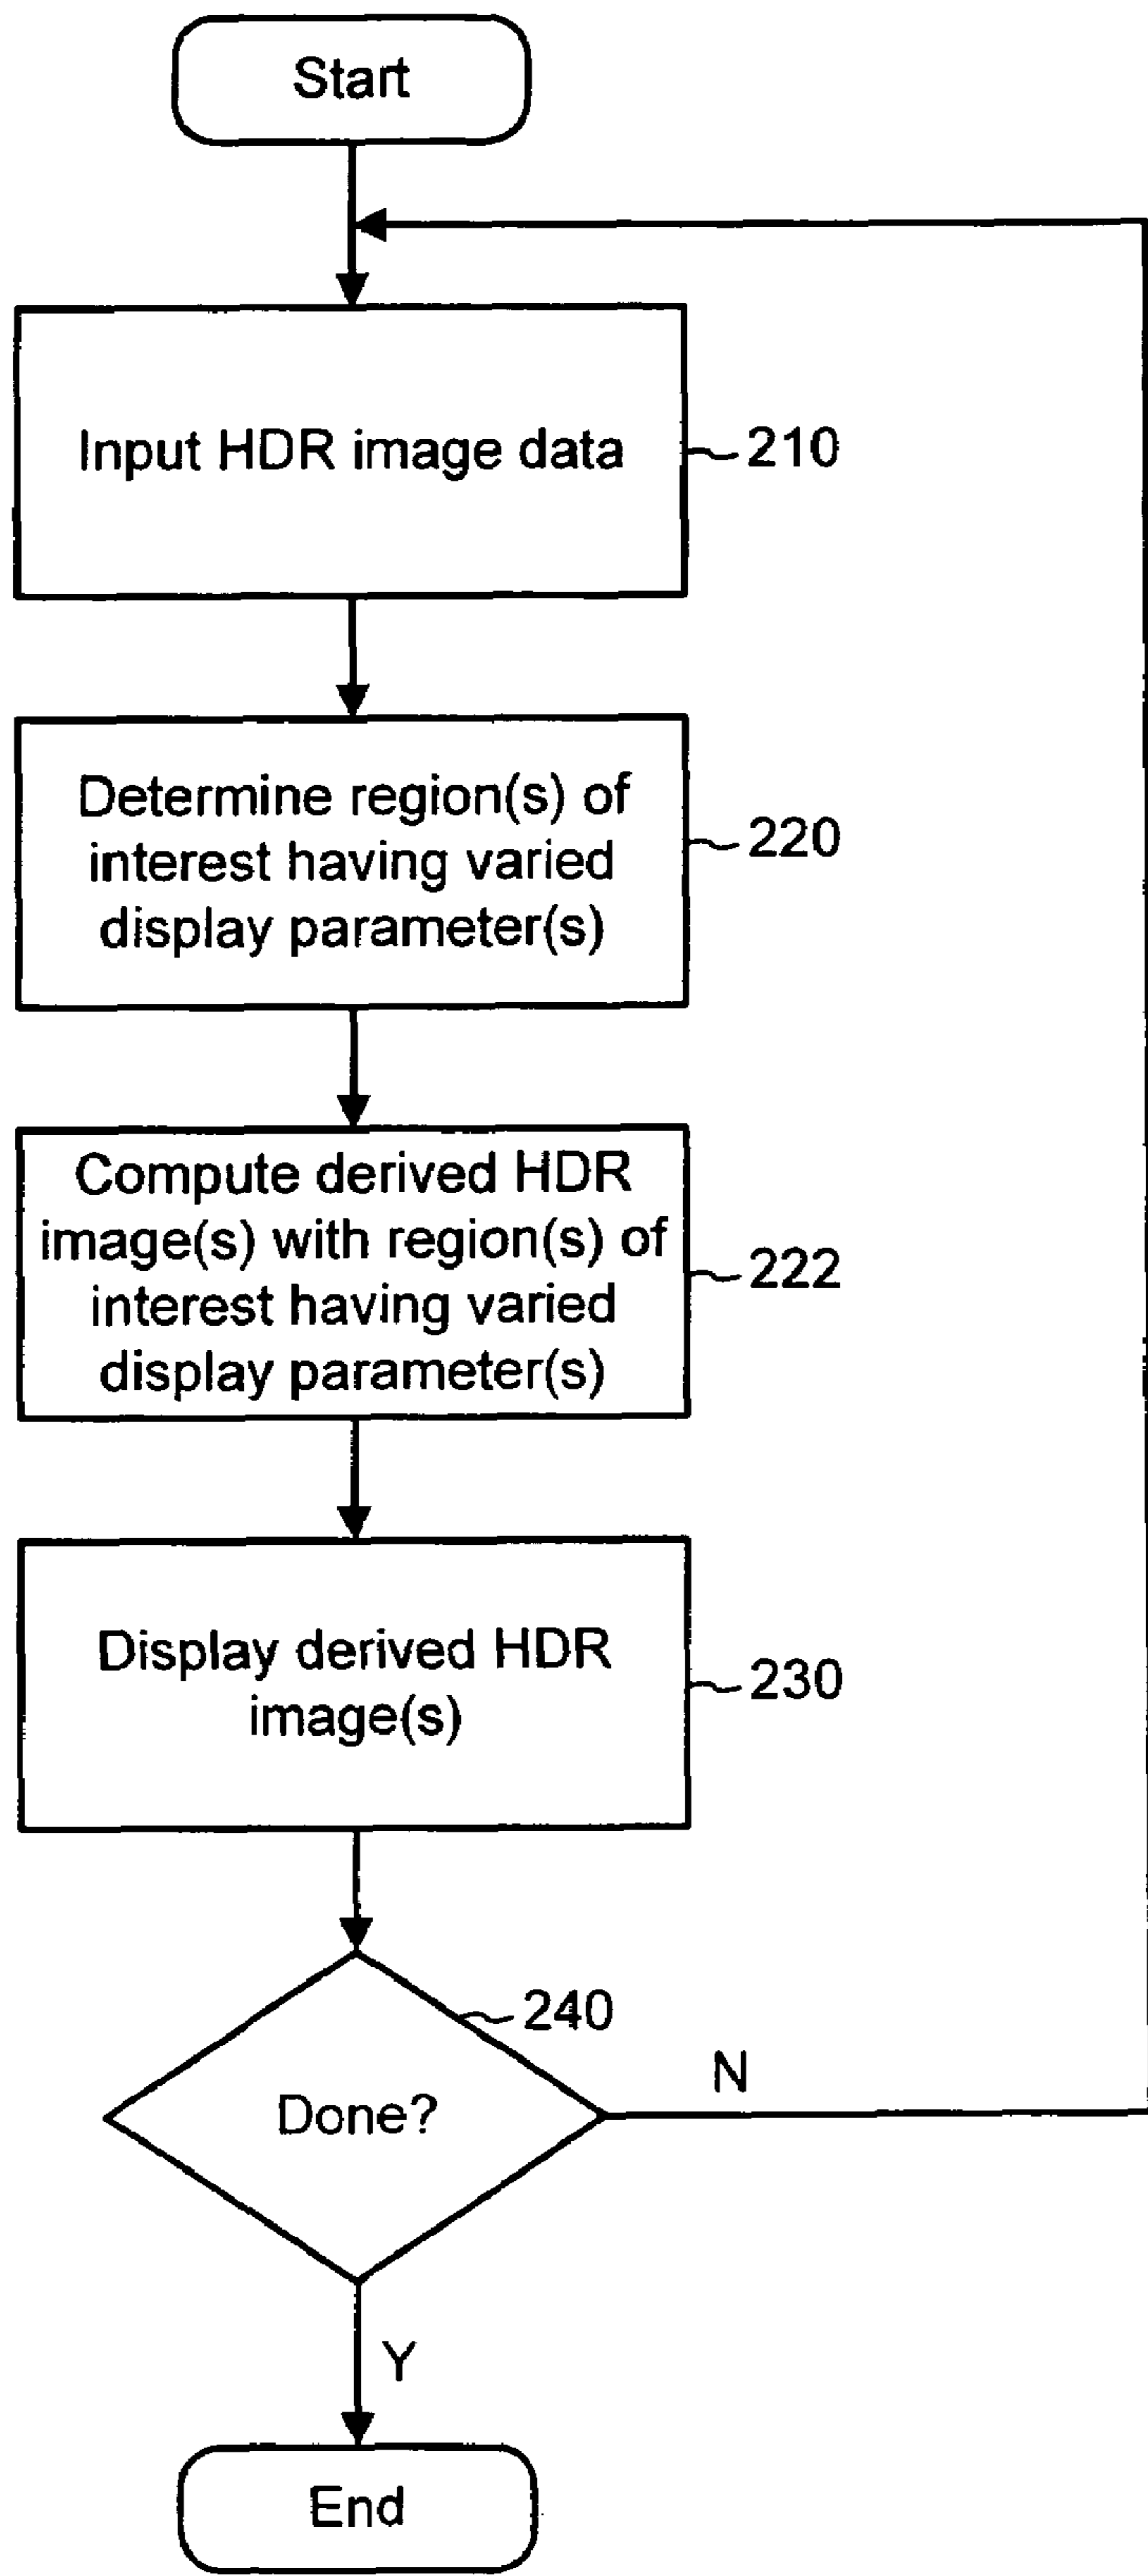 Start
Input HDR image data
210
Determine region(s) of
interest having varied
display parameter(s)
220
Compute derived HDR
image(s) with region(s) of
interest having varied
display parameter(s)
222
Display derived HDR
image(s)
230
240
Done?
N
Y
End